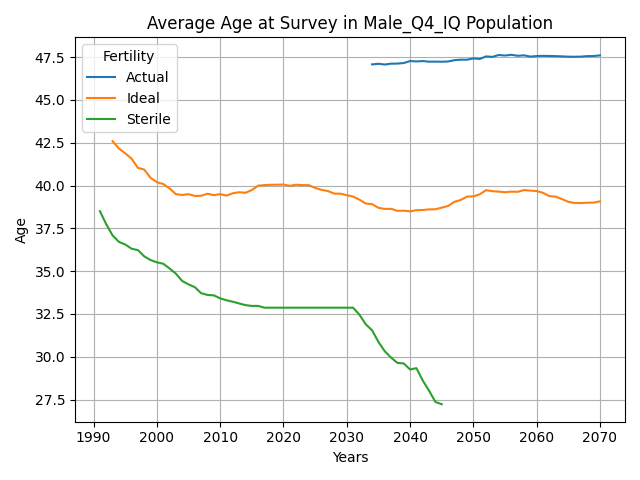 Average Age at Survey in Male_Q4_IQ Population
Fertility
Actual
Ideal
Sterile
47.5
45.0
42.5
40.0
37.5
35.0
32.5
30.0
27.5
Age
1990 2000 2010 2020 2030 2040 2050 2060 2070
Years